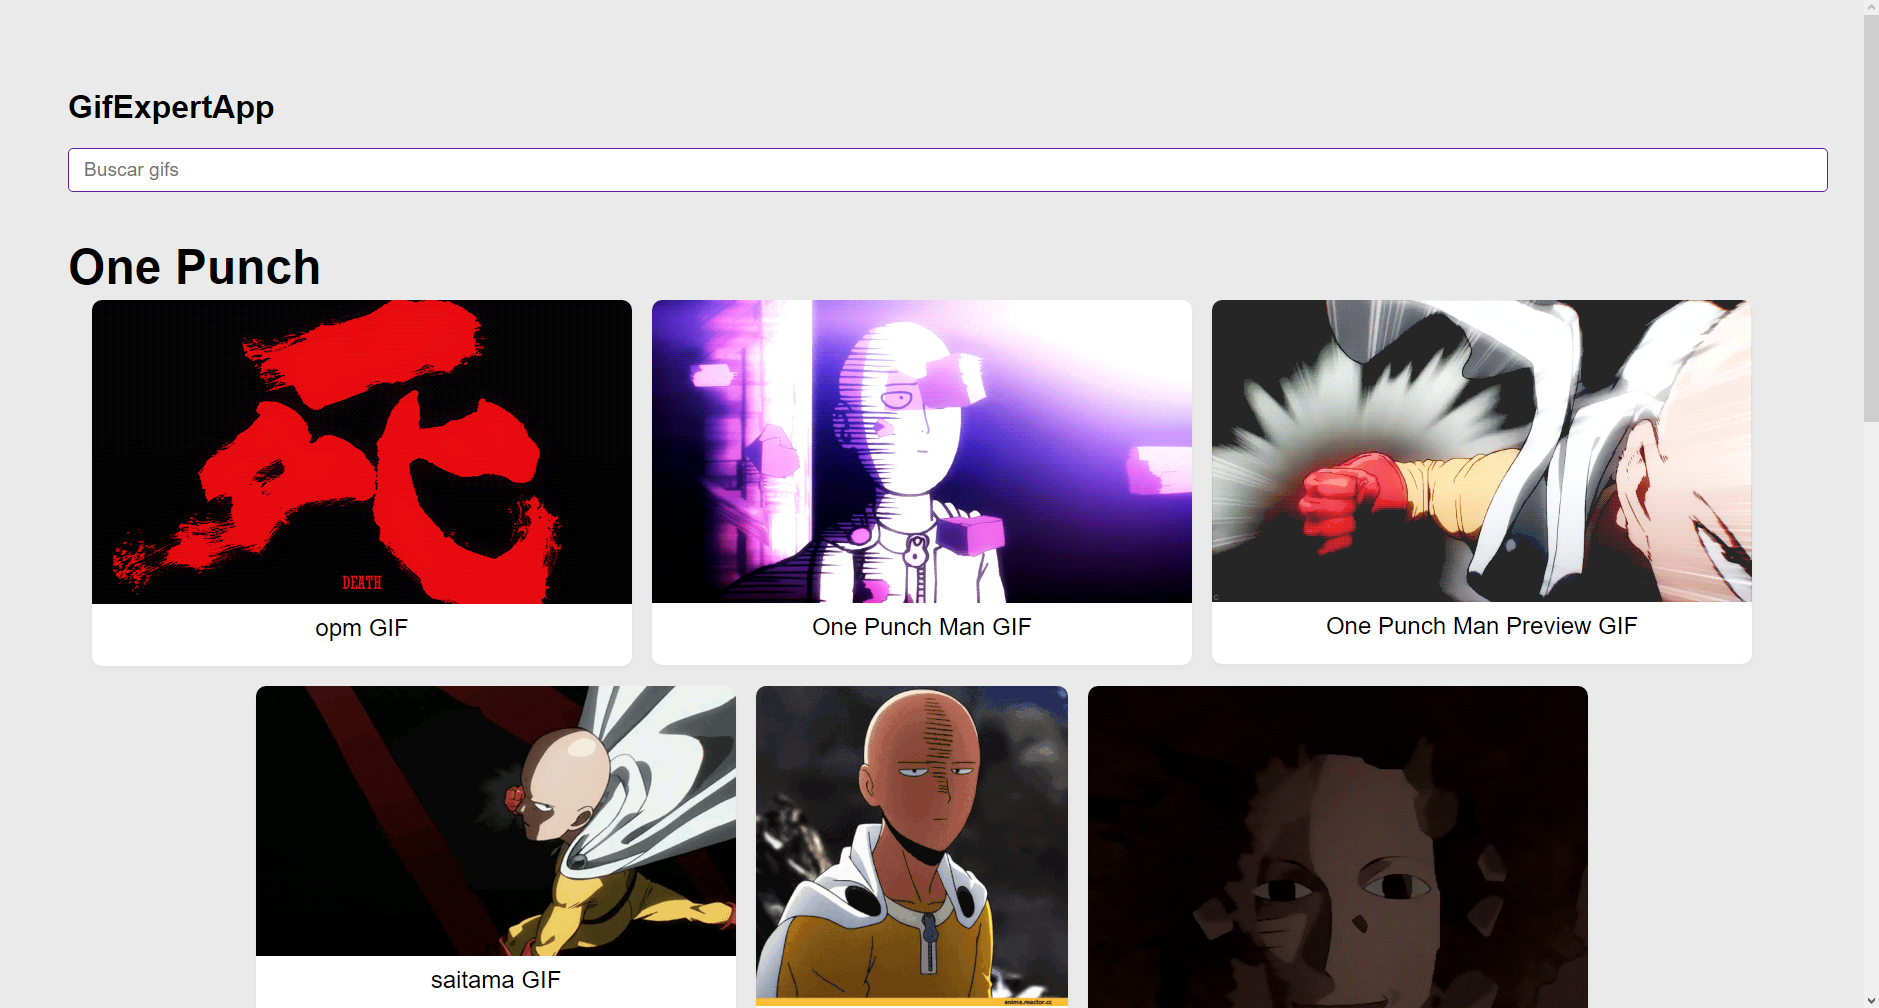 GifExpertApp
Buscar gifs
One Punch
死
DEATH
opm GIF
One Punch Man GIF
One Punch Man Preview GIF
saitama GIF
anime.reactor.cc